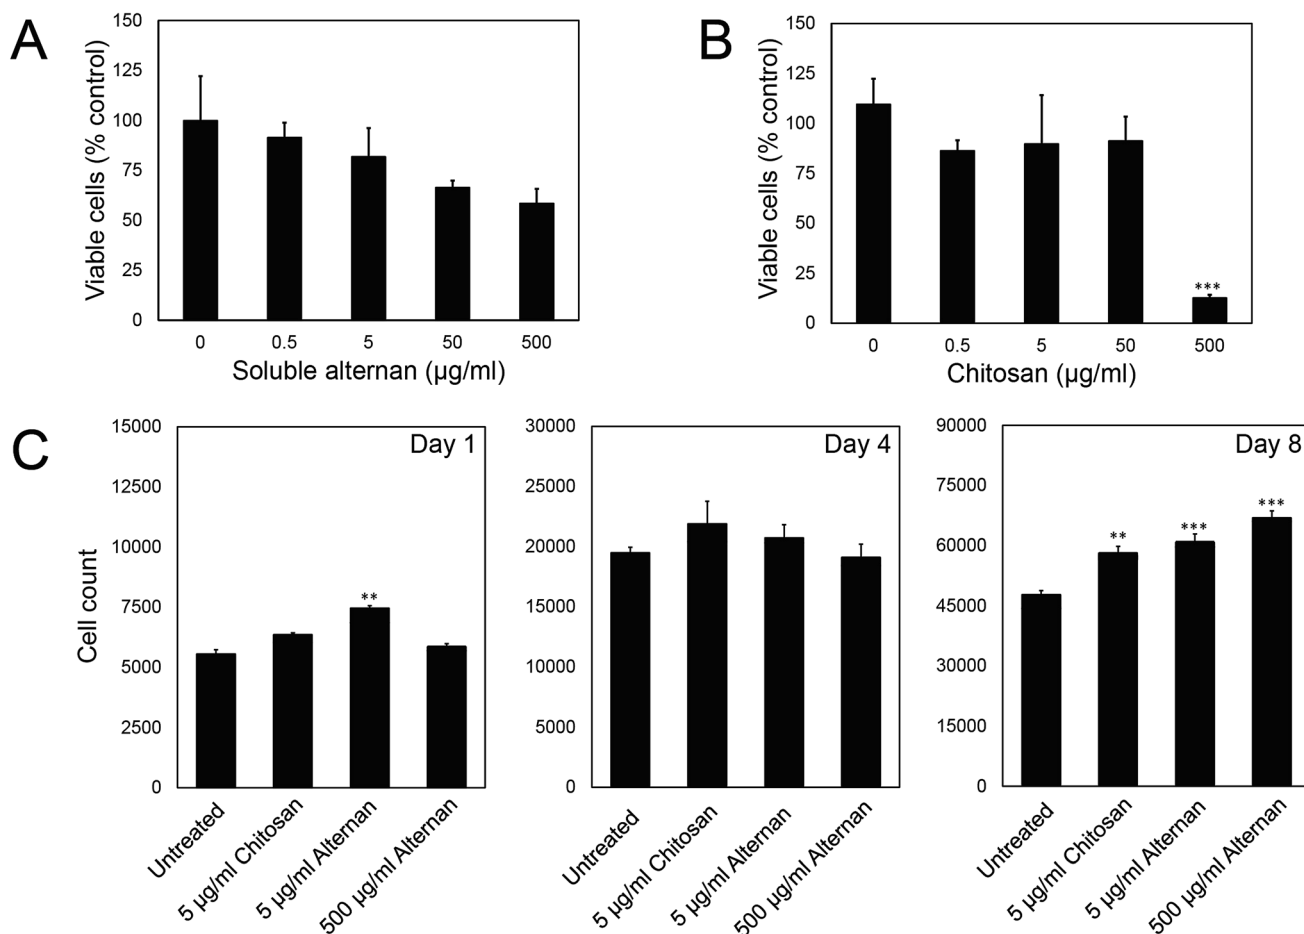 A
Viable cells (% control)
150
125
100
75
50
25
0
0 0.5 5 50 500
Soluble alternan (µg/ml)
B
Viable cells (% control)
150
125
100
75
50
25
0
***
0 0.5 5 50 500
Chitosan (µg/ml)
C
Cell count
Day 1
15000
12500
10000
7500
5000
2500
0
**
Untreated
5 µg/ml Chitosan
5 µg/ml Alternan
500 µg/ml Alternan
Day 4
30000
25000
20000
15000
10000
5000
0
Untreated
5 µg/ml Chitosan
5 µg/ml Alternan
500 µg/ml Alternan
Day 8
90000
75000
60000
45000
30000
15000
0
** *** ***
Untreated
5 µg/ml Chitosan
5 µg/ml Alternan
500 µg/ml Alternan